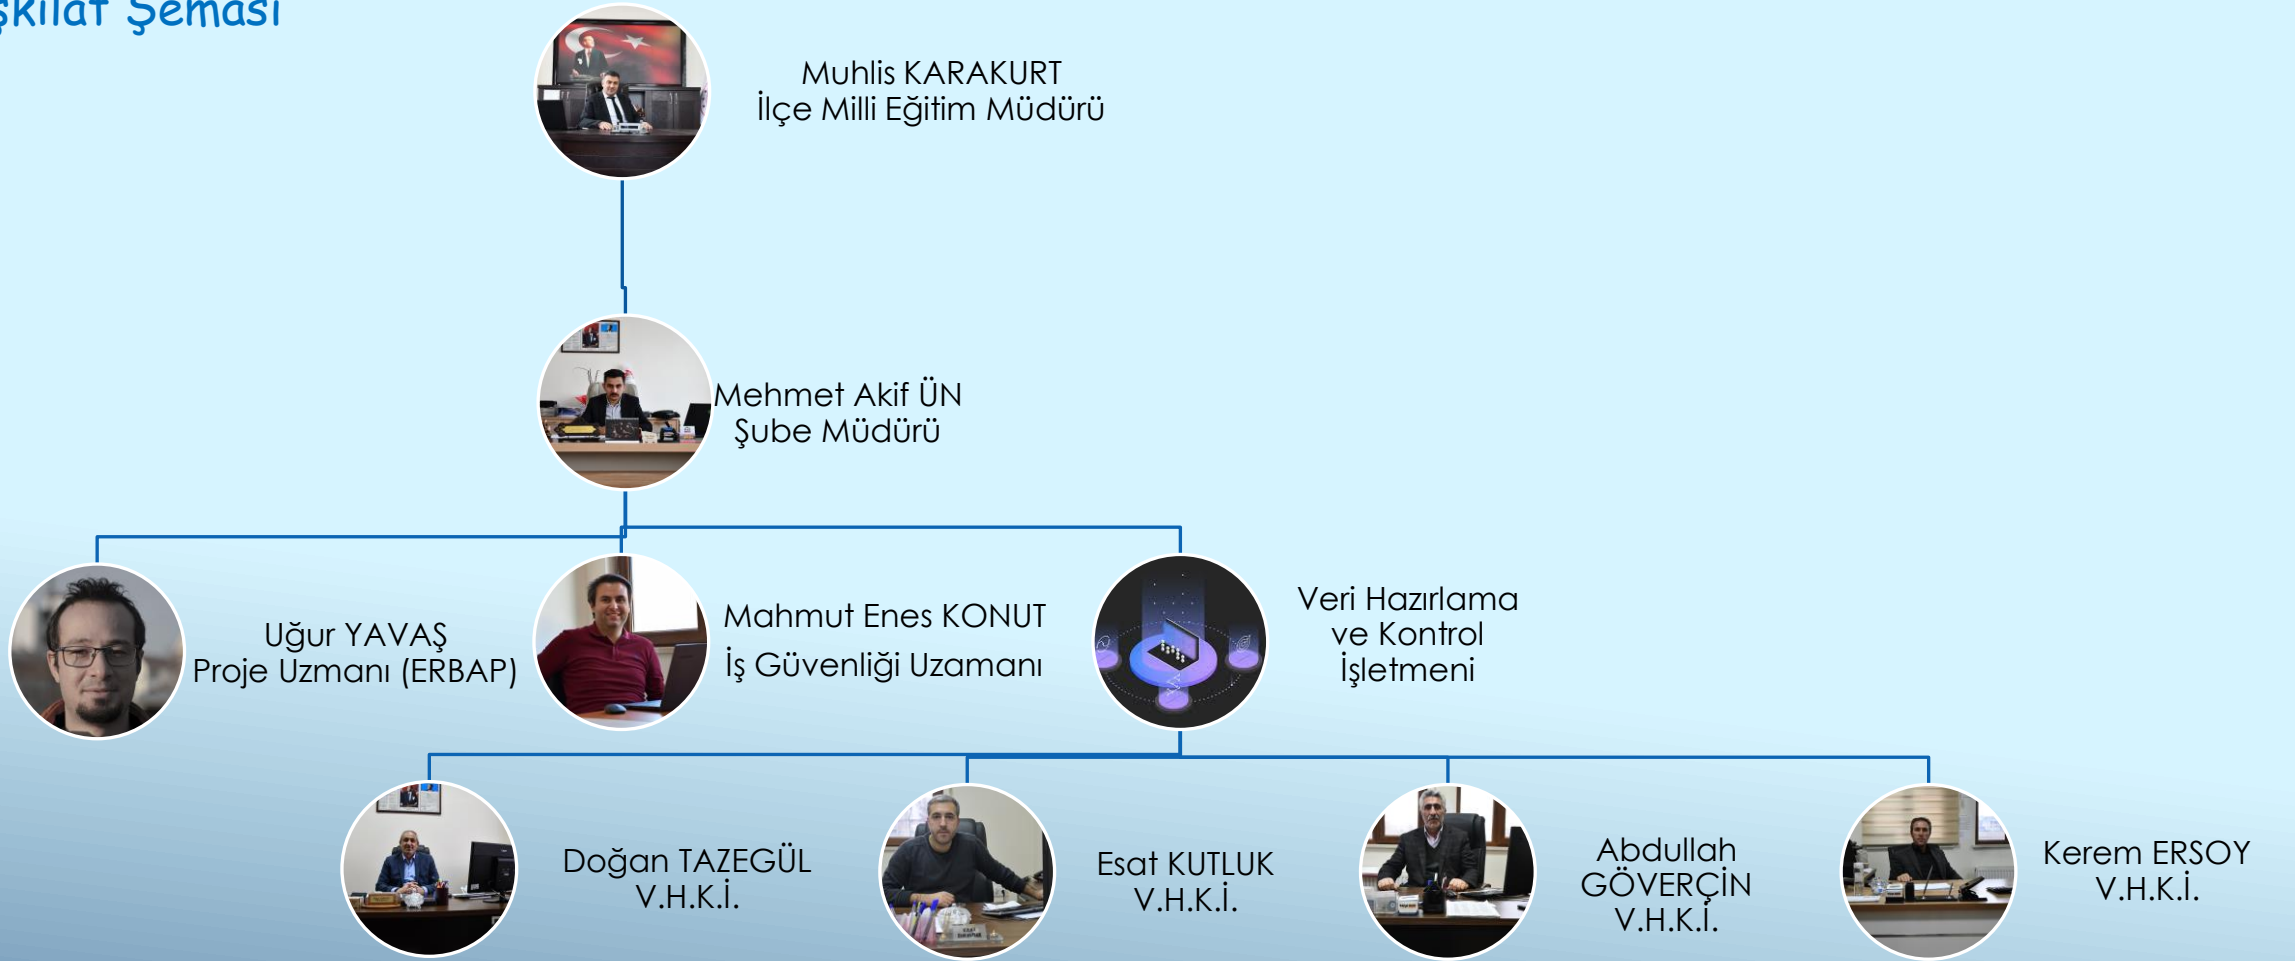 şkilat Şeması
Muhlis KARAKURT
İlçe Milli Eğitim Müdürü
Mehmet Akif ÜN
Şube Müdürü
Uğur YAVAŞ
Proje Uzmanı (ERBAP)
Mahmut Enes KONUT
İş Güvenliği Uzamanı
Veri Hazırlama
ve Kontrol
İşletmeni
Doğan TAZEGÜL
V.H.K.İ.
Esat KUTLUK
V.H.K.İ.
Abdullah
GÖVERÇİN
V.H.K.İ.
Kerem ERSOY
V.H.K.İ.